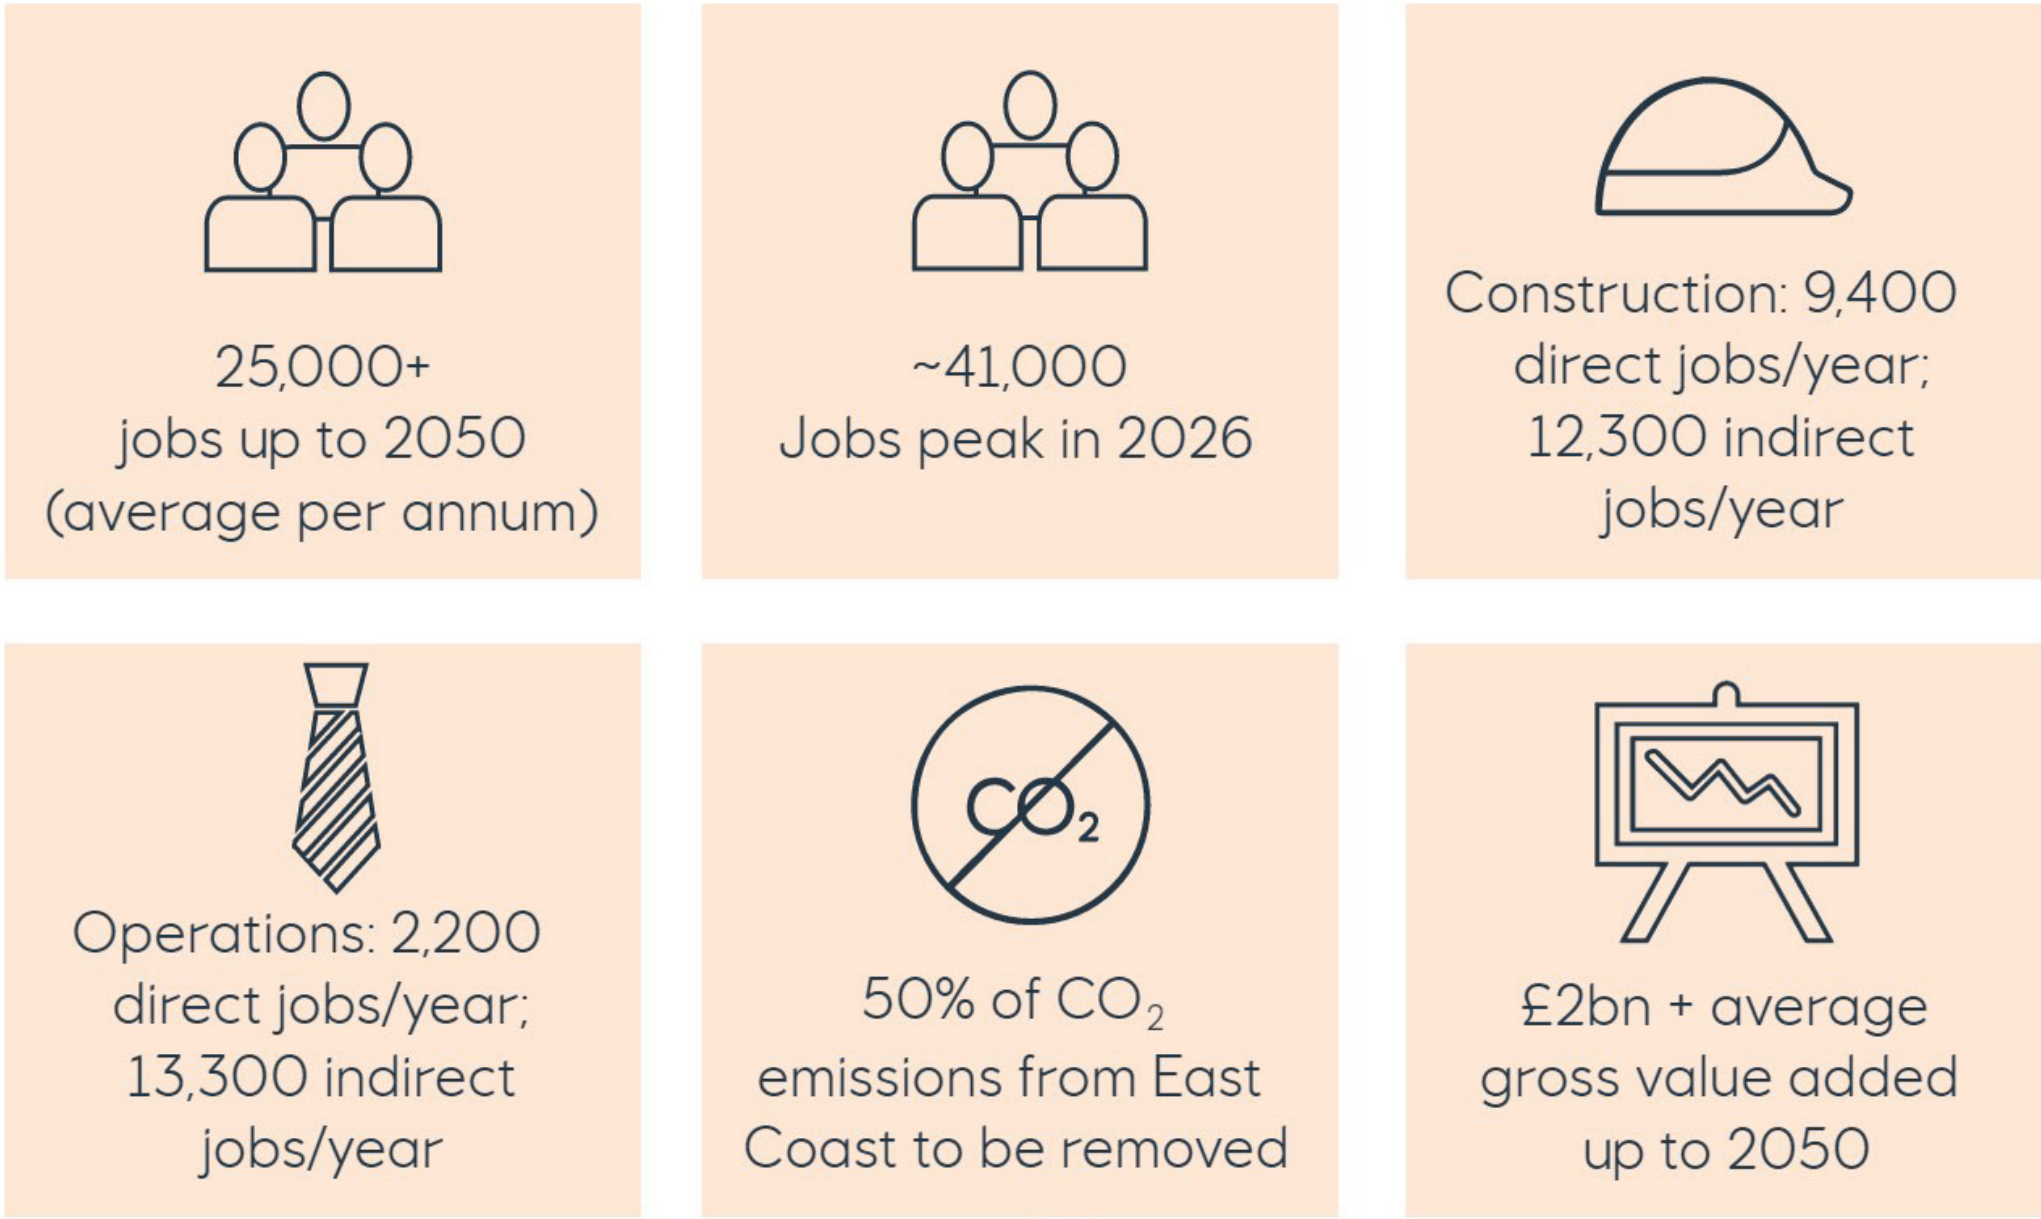 25,000+
jobs up to 2050
(average per annum)
~41,000
Jobs peak in 2026
Construction: 9,400
direct jobs/year;
12,300 indirect
jobs/year
Operations: 2,200
direct jobs/year;
13,300 indirect
jobs/year
CO₂
50% of CO₂
emissions from East
Coast to be removed
£2bn + average
gross value added
up to 2050